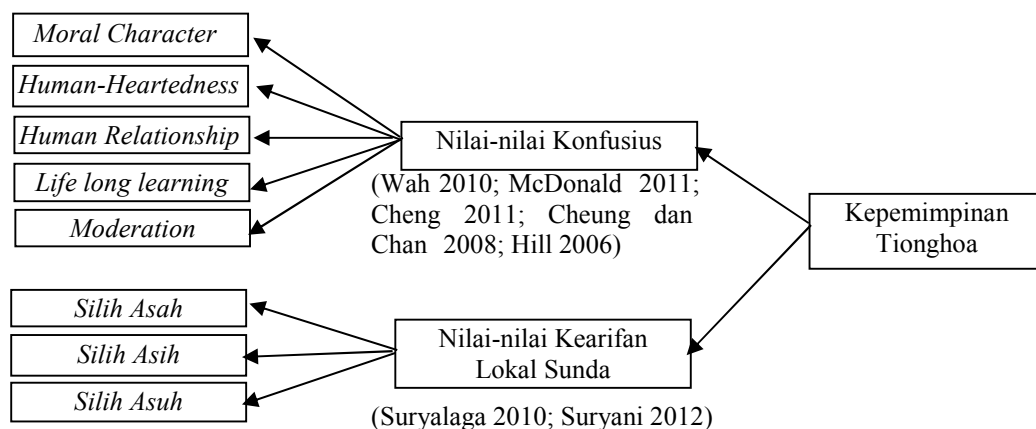 Moral Character
Human-Heartedness
Human Relationship
Life long learning
Moderation
Nilai-nilai Konfusius
(Wah 2010; McDonald 2011;
Cheng 2011; Cheung dan
Chan 2008; Hill 2006)
Kepemimpinan
Tionghoa
Silih Asah
Silih Asih
Silih Asuh
Nilai-nilai Kearifan
Lokal Sunda
(Suryalaga 2010; Suryani 2012)